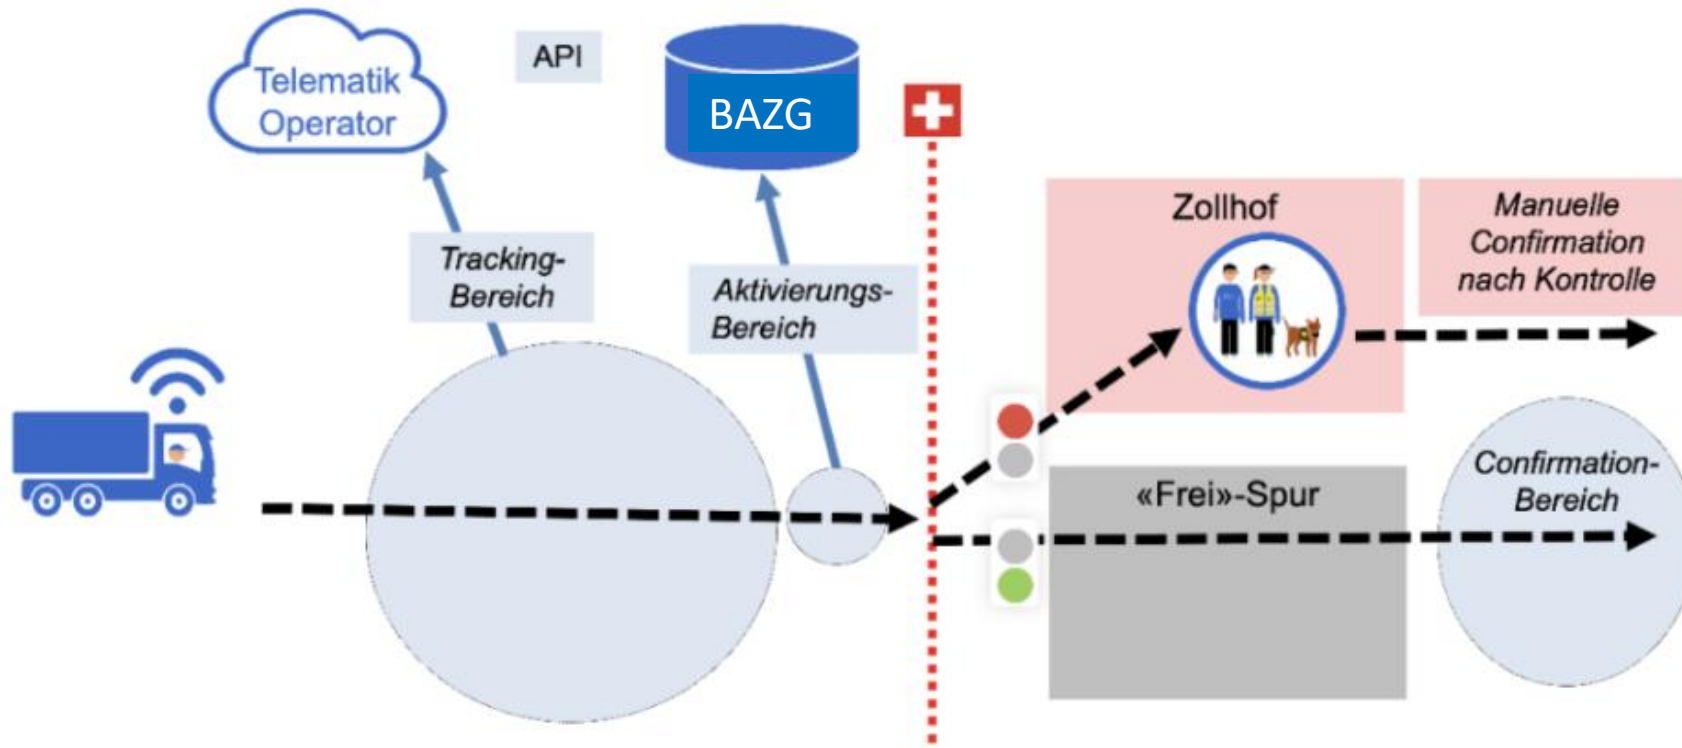 Telematik
Operator
API
BAZG
Tracking-
Bereich
Aktivierungs-
Bereich
Zollhof
Manuelle
Confirmation
nach Kontrolle
«Frei»-Spur
Confirmation-
Bereich